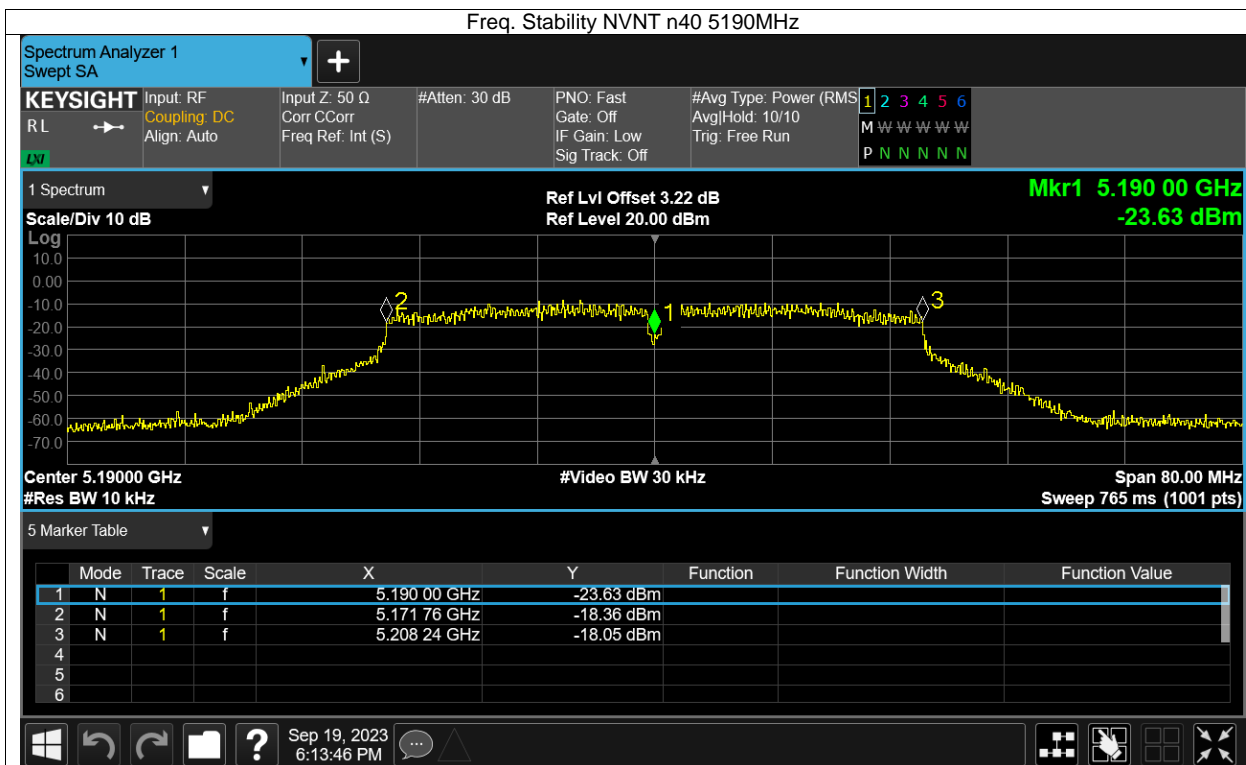 Freq. Stability NVNT n40 5190MHz
Spectrum Analyzer 1
Swept SA
KEYSIGHT Input: RF Input Z: 50 Ω #Atten: 30 dB PNO: Fast #Avg Type: Power (RMS 1 2 3 4 5 6
RL Coupling: DC Corr CCorr Gate: Off Avg|Hold: 10/10 M W W W W W
Align: Auto Freq Ref: Int (S) IF Gain: Low Trig: Free Run
LXI Sig Track: Off P N N N N N
1 Spectrum Ref Lvl Offset 3.22 dB Mkr1 5.190 00 GHz
Scale/Div 10 dB Ref Level 20.00 dBm -23.63 dBm
Log
10.0
0.00
-10.0
2 3
1
-20.0
-30.0
-40.0
-50.0
-60.0
-70.0
Center 5.19000 GHz #Video BW 30 kHz Span 80.00 MHz
#Res BW 10 kHz Sweep 765 ms (1001 pts)
5 Marker Table
Mode Trace Scale X Y Function Function Width Function Value
1 N 1 f 5.190 00 GHz -23.63 dBm
2 N 1 f 5.171 76 GHz -18.36 dBm
3 N 1 f 5.208 24 GHz -18.05 dBm
4
5
6
? Sep 19, 2023
6:13:46 PM